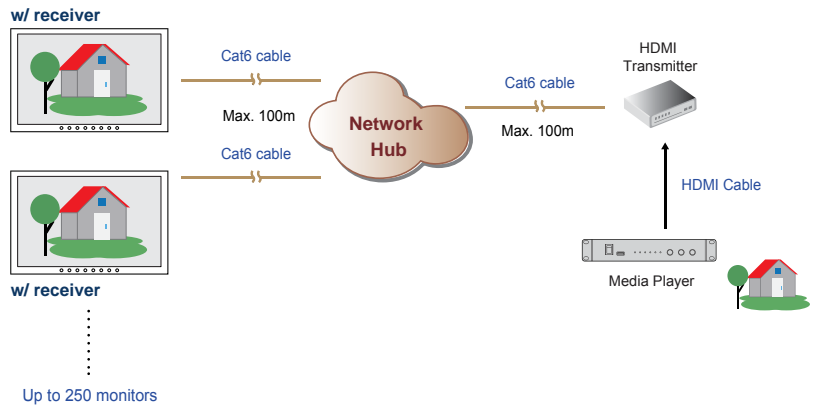 w/ receiver
Cat6 cable
Max. 100m
Cat6 cable
Network
Hub
Cat6 cable
Max. 100m
HDMI
Transmitter
HDMI Cable
Media Player
w/ receiver
Up to 250 monitors